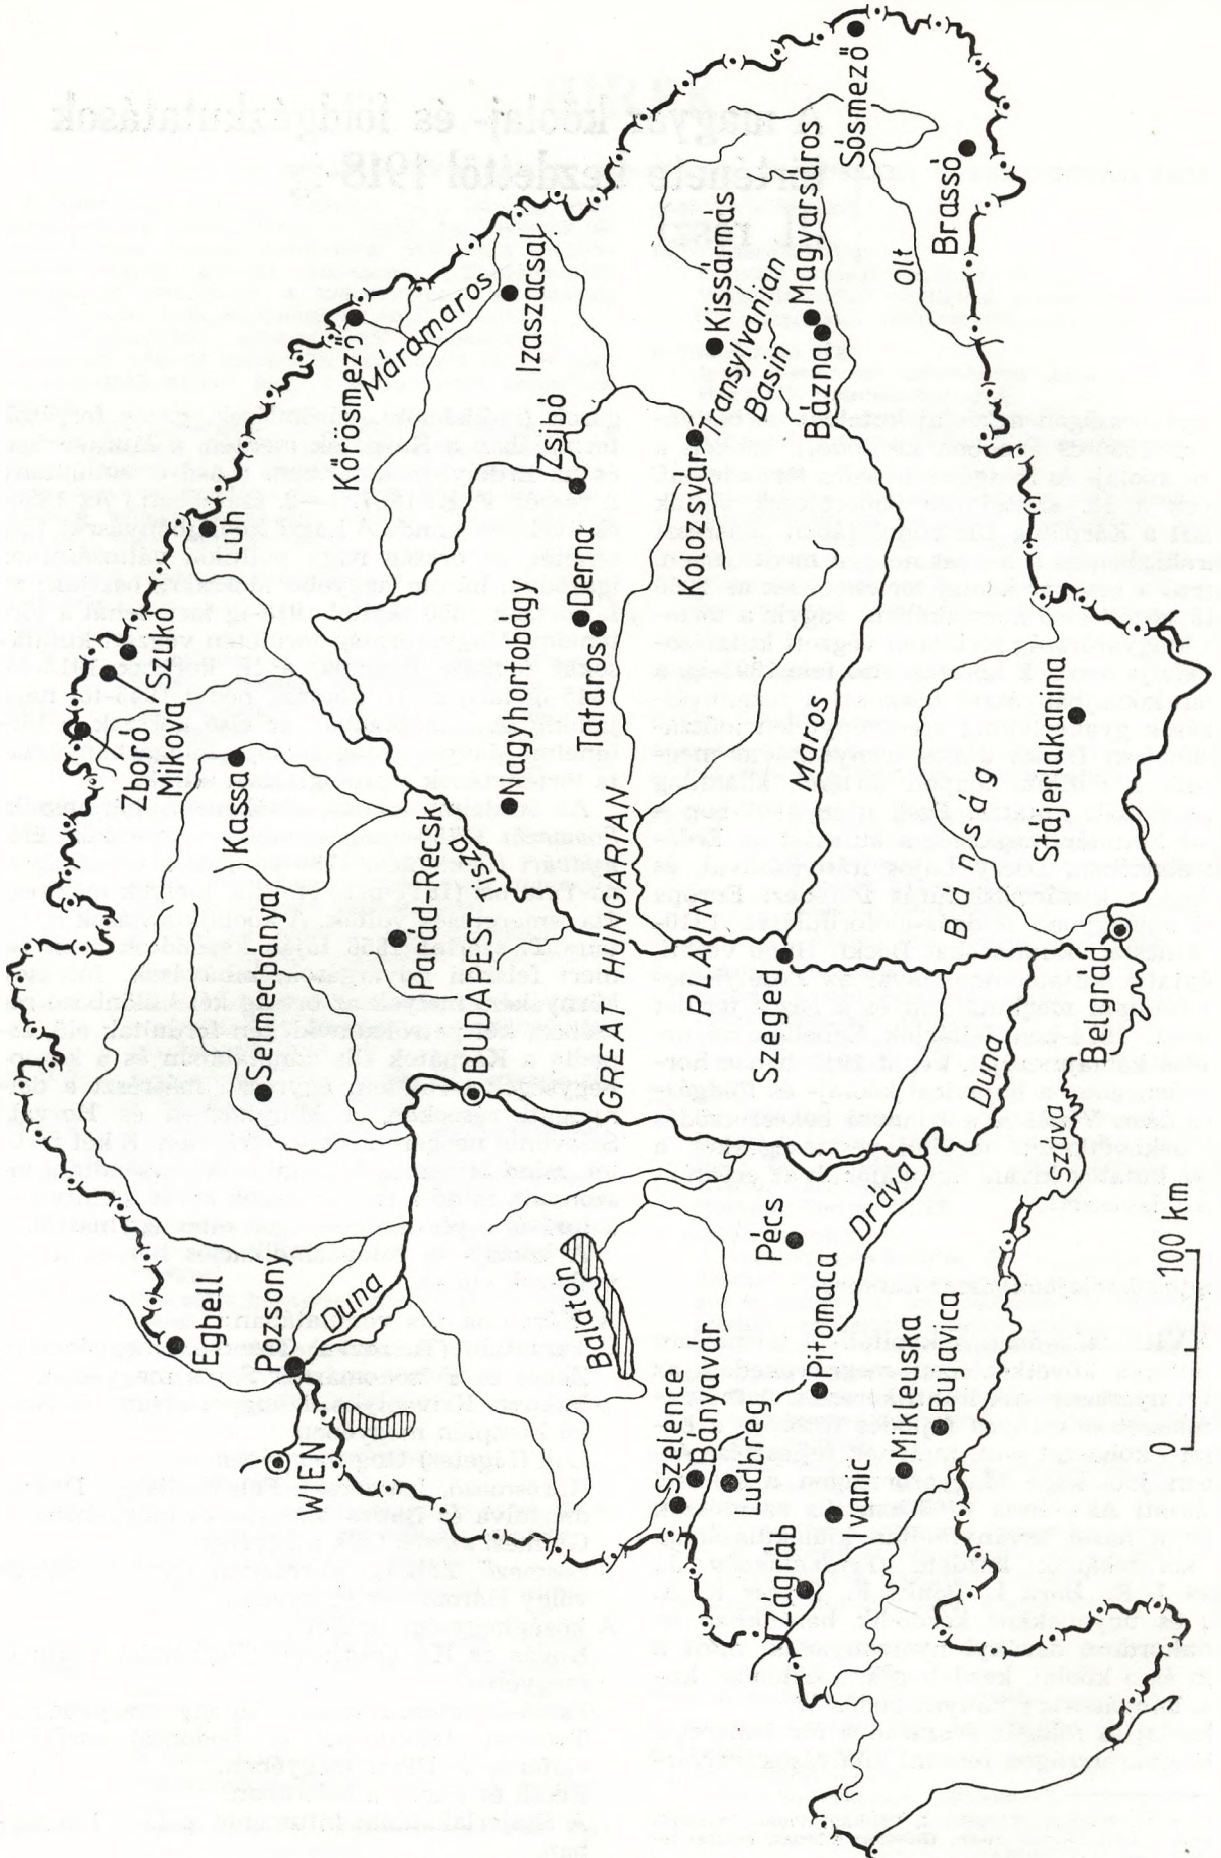 Zboró
Mikova
Szukó
Luh
Egbell
Kassa
Pozsony
Selmecbánya
WIEN
Duna
Körösmező
Máramaros
Parád-Recsk
BUDAPEST
Tisza
Nagyhortobágy
Izaszacsal
Zsibó
Derna
Tataros
Balaton
GREAT HUNGARIAN
PLAIN
Szelence
Bányavár
Ludbreg
Kolozsvár
Kissármás
Transylvanian
Basin
Magyarsáros
Bázna
Szeged
Pécs
Maros
Zágráb
Pitomaca
Dráva
Sósmező
Ivanic
Mikleuska
Bujavica
Olt
Brassó
Bánság
Duna
Stájerlakaina
Száva
Belgrád
0 100 km